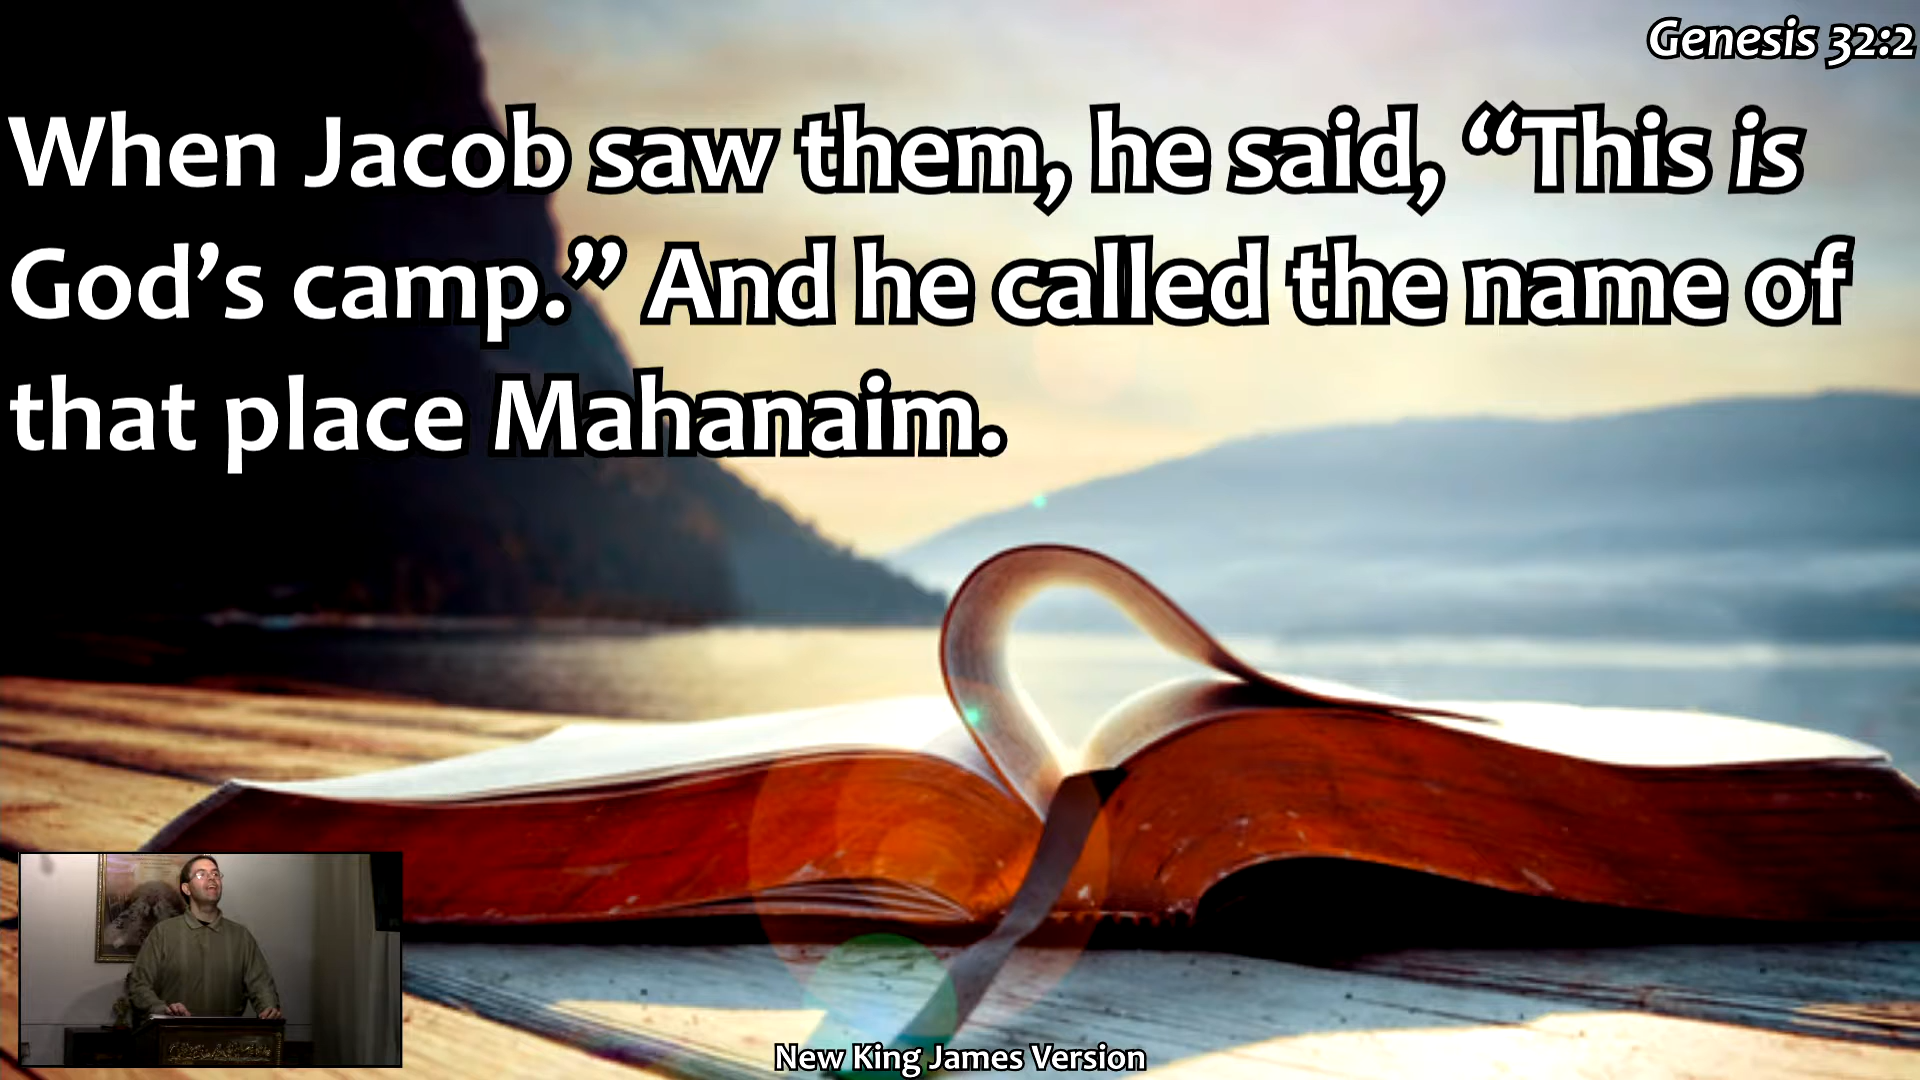 Genesis 32:2
When Jacob saw them, he said, “This is
God’s camp.” And he called the name of
that place Mahanaim.
New King James Version